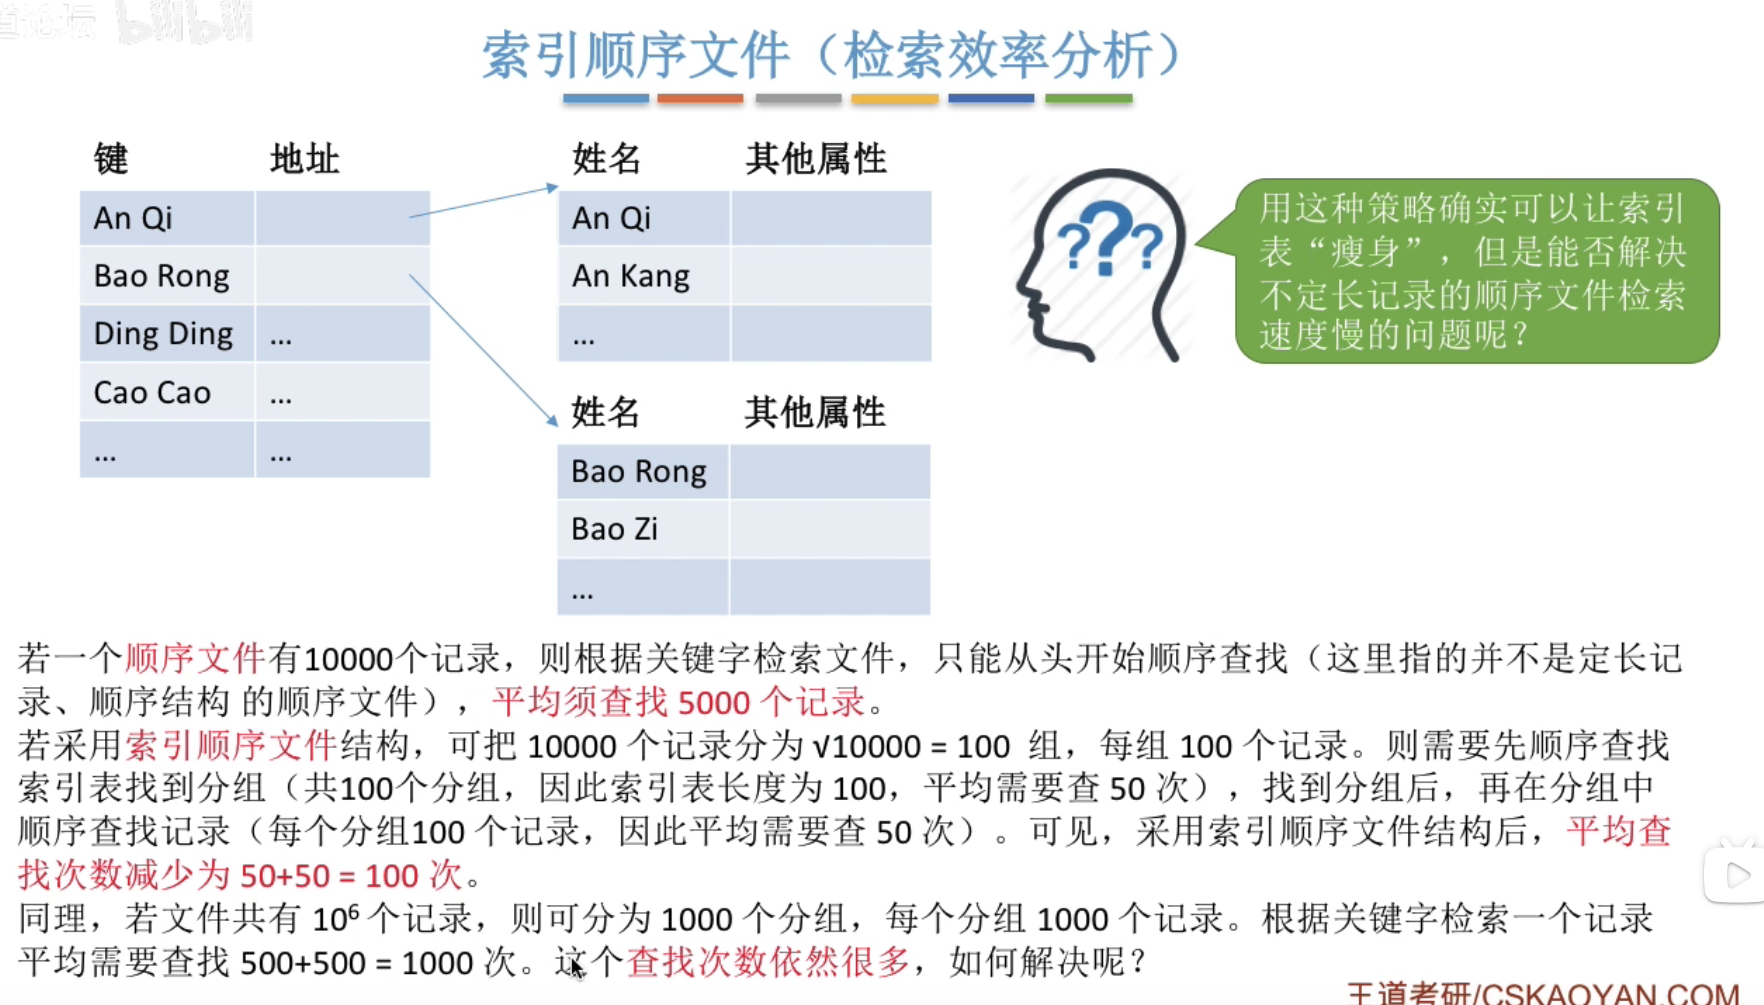 道论坛 bilibili
索引顺序文件（检索效率分析）
键 地址
An Qi
Bao Rong
Ding Ding ...
Cao Cao ...
... ...
姓名 其他属性
An Qi
An Kang
...
姓名 其他属性
Bao Rong
Bao Zi
...
???
用这种策略确实可以让索引
表“瘦身”，但是能否解决
不定长记录的顺序文件检索
速度慢的问题呢？
若一个顺序文件有10000个记录，则根据关键字检索文件，只能从头开始顺序查找（这里指的并不是定长记
录、顺序结构 的顺序文件），平均须查找 5000 个记录。
若采用索引顺序文件结构，可把 10000 个记录分为 √10000 = 100 组，每组 100 个记录。则需要先顺序查找
索引表找到分组（共100个分组，因此索引表长度为 100，平均需要查 50 次），找到分组后，再在分组中
顺序查找记录（每个分组100 个记录，因此平均需要查 50 次）。可见，采用索引顺序文件结构后，平均查
找次数减少为 50+50 = 100 次。
同理，若文件共有 10⁶ 个记录，则可分为 1000 个分组，每个分组 1000 个记录。根据关键字检索一个记录
平均需要查找 500+500 = 1000 次。这个查找次数依然很多，如何解决呢？
王道考研/CSKAOYAN.COM